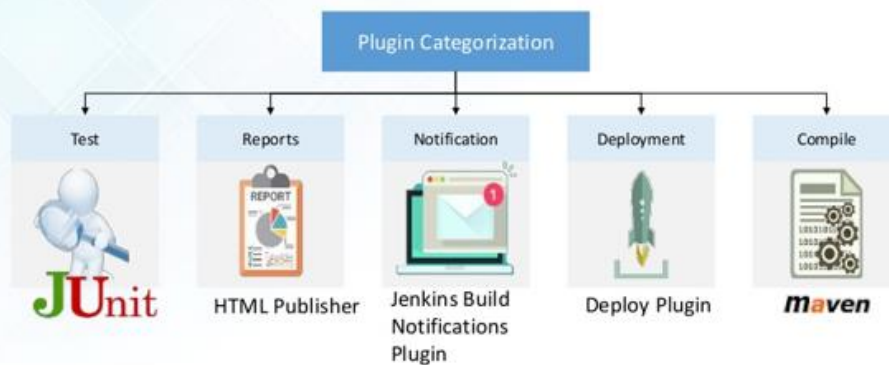 Plugin Categorization
Test
Reports
Notification
Deployment
Compile
REPORT
1
JUnit
HTML Publisher
Jenkins Build
Notifications
Plugin
Deploy Plugin
maven